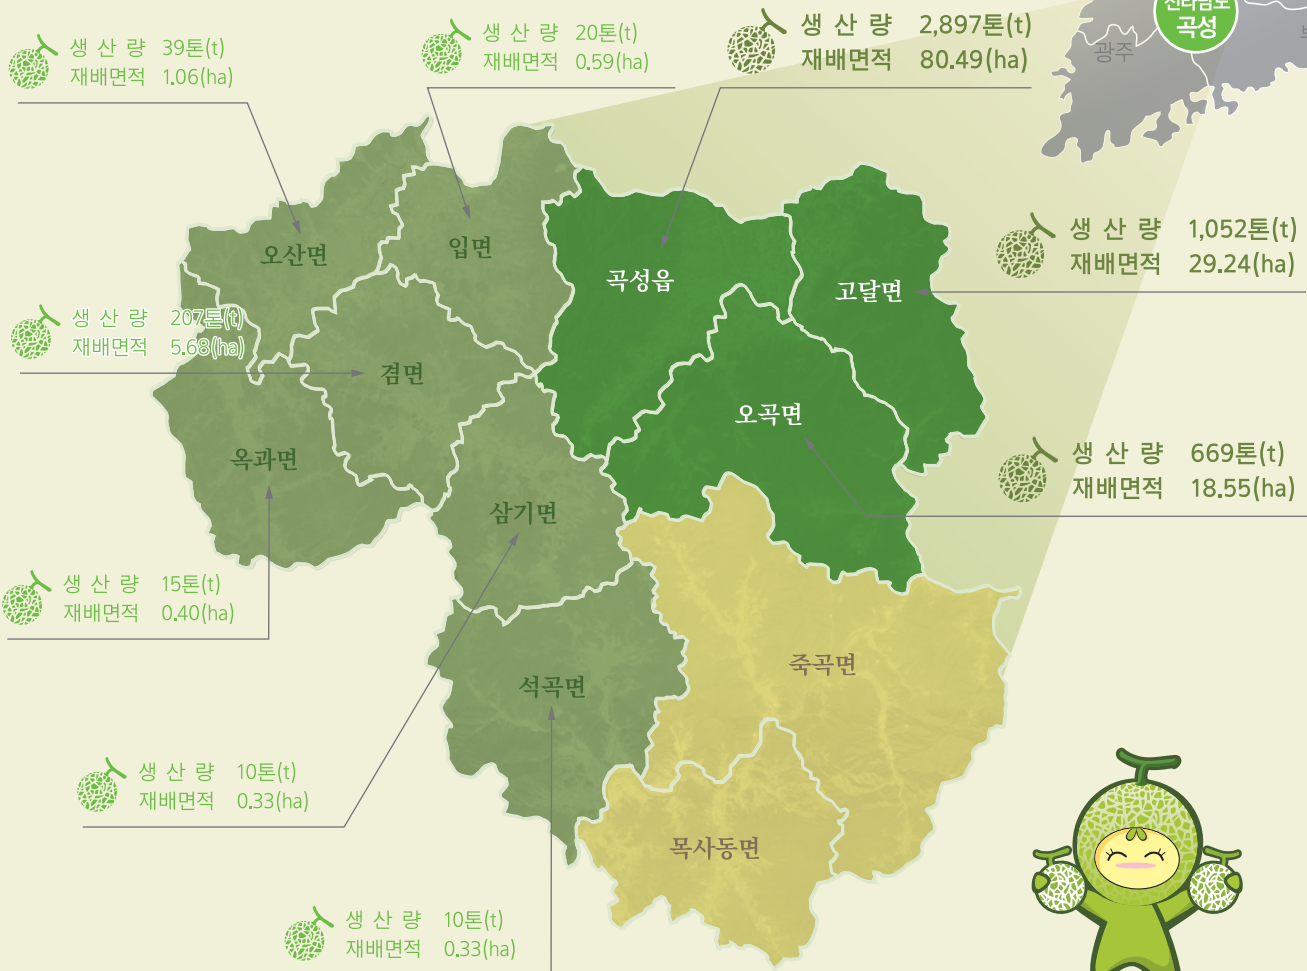 생 산 량 39톤(t)
재배면적 1.06(ha)
생 산 량 20톤(t)
재배면적 0.59(ha)
생 산 량 2,897톤(t)
재배면적 80.49(ha)
전라남도
곡성
광주
오산면
입면
곡성읍
고달면
생 산 량 1,052톤(t)
재배면적 29.24(ha)
생 산 량 207톤(t)
재배면적 5.68(ha)
겸면
오곡면
옥과면
생 산 량 669톤(t)
재배면적 18.55(ha)
삼기면
생 산 량 15톤(t)
재배면적 0.40(ha)
석곡면
죽곡면
생 산 량 10톤(t)
재배면적 0.33(ha)
목사동면
생 산 량 10톤(t)
재배면적 0.33(ha)